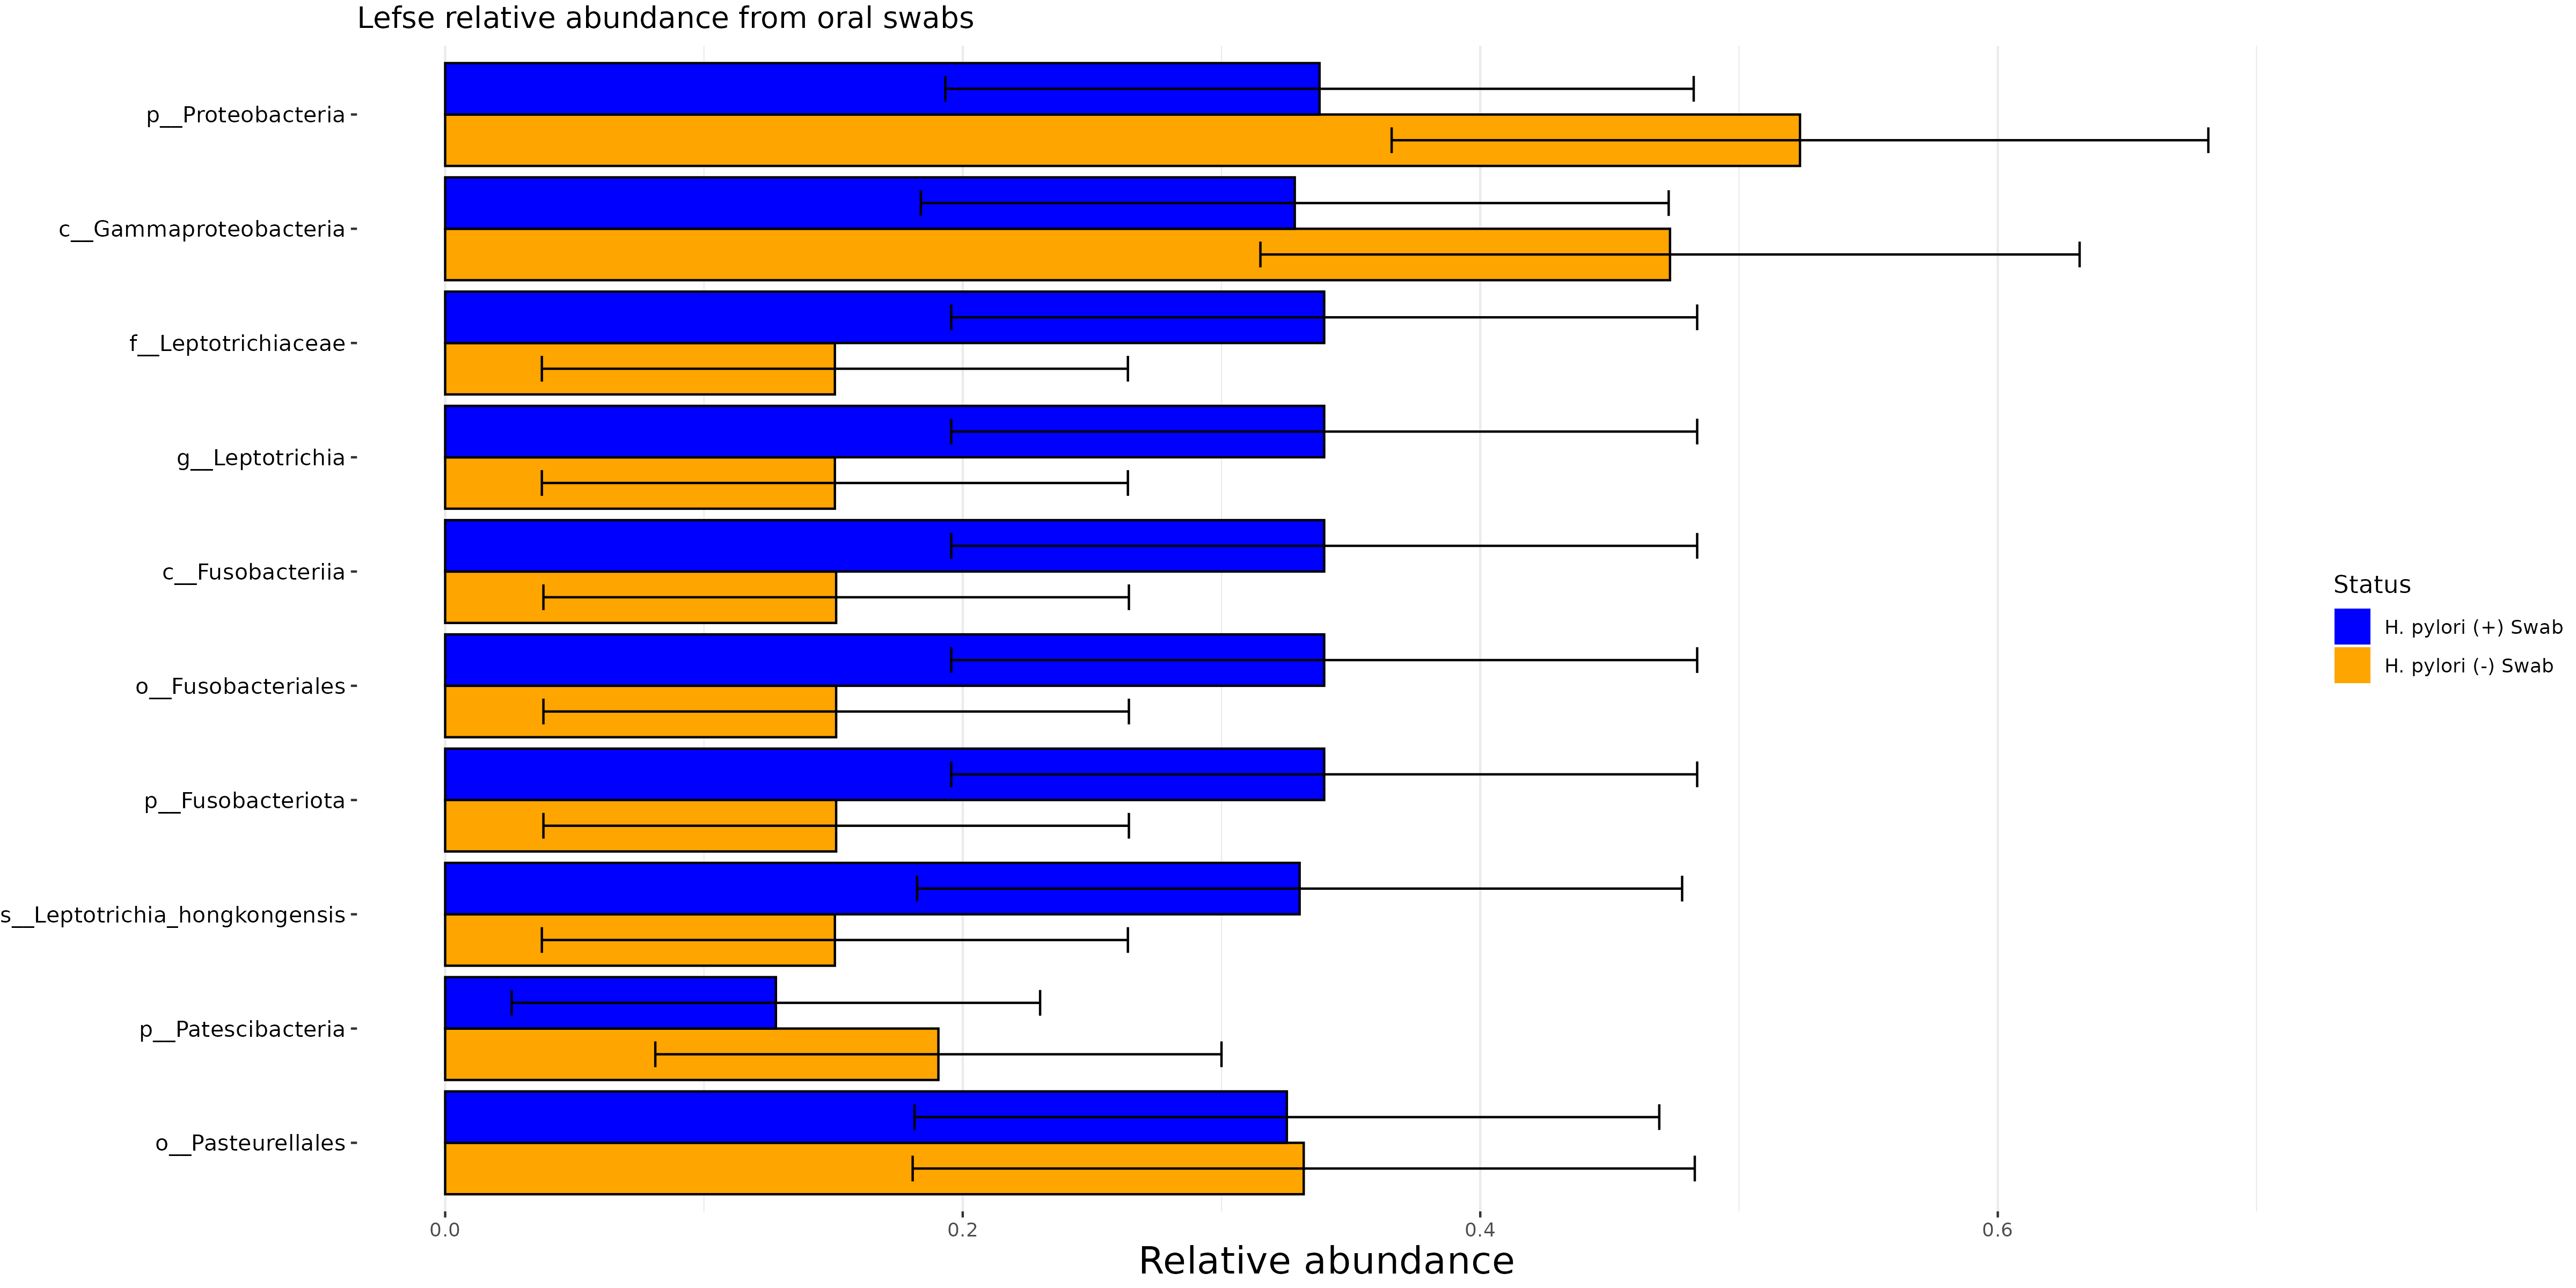 Lefse relative abundance from oral swabs
p__Proteobacteria
c__Gammaproteobacteria
f__Leptotrichiaceae
g__Leptotrichia
c__Fusobacteriia
o__Fusobacteriales
p__Fusobacteriota
s__Leptotrichia_hongkongensis
p__Patescibacteria
o__Pasteurellales
0.0 0.2 0.4 0.6
Relative abundance
Status
H. pylori (+) Swab
H. pylori (-) Swab